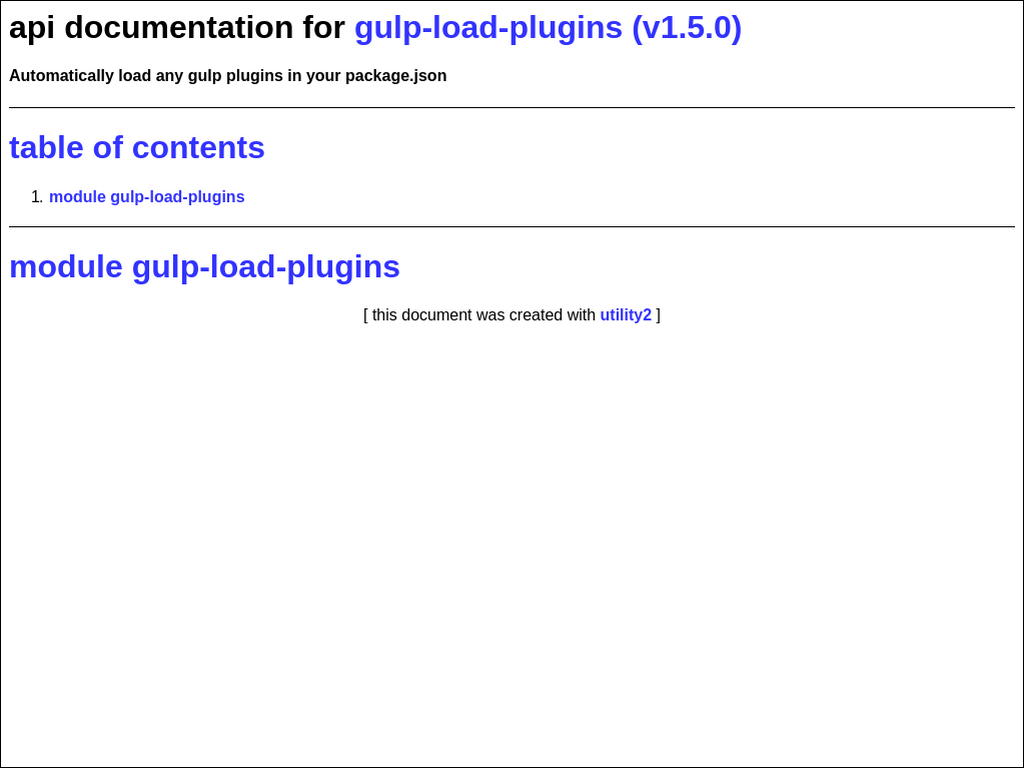 api documentation for gulp-load-plugins (v1.5.0)
Automatically load any gulp plugins in your package.json
table of contents
1. module gulp-load-plugins
module gulp-load-plugins
[ this document was created with utility2 ]